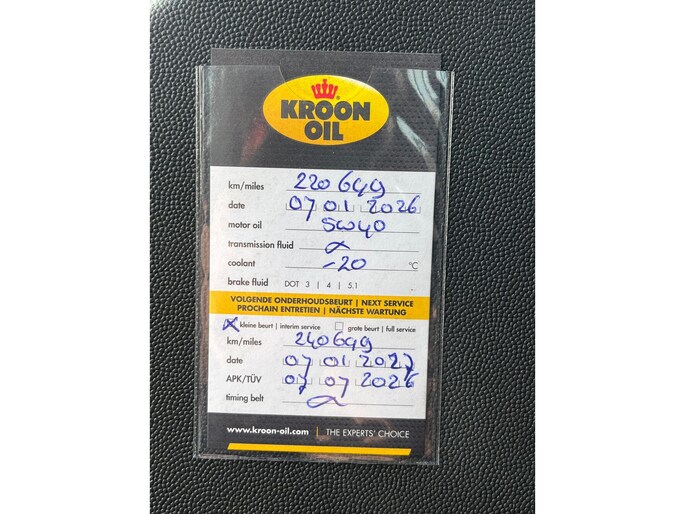 KROON
OIL
km/miles 220 649
date 07 01 2026
motor oil 5W40
transmission fluid
coolant -20 °C
brake fluid DOT 3 | 4 | 5.1
VOLGENDE ONDERHOUDSBEURT | NEXT SERVICE
PROCHAIN ENTRETIEN | NÄCHSTE WARTUNG
X kleine beurt | interim service grote beurt | full service
km/miles 240649
date 07 01 2027
APK/TÜV 07 07 2026
timing belt
www.kroon-oil.com | THE EXPERTS' CHOICE